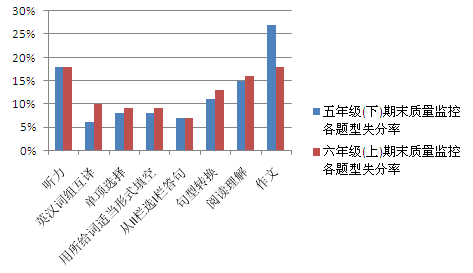 30%
25%
20%
15%
10%
5%
0%
听力
英汉词组互译
单项选择
用所给词适当形式填空
从II栏选I栏答句
句型转换
阅读理解
作文
五年级(下)期末质量监控
各题型失分率
六年级(上)期末质量监控
各题型失分率